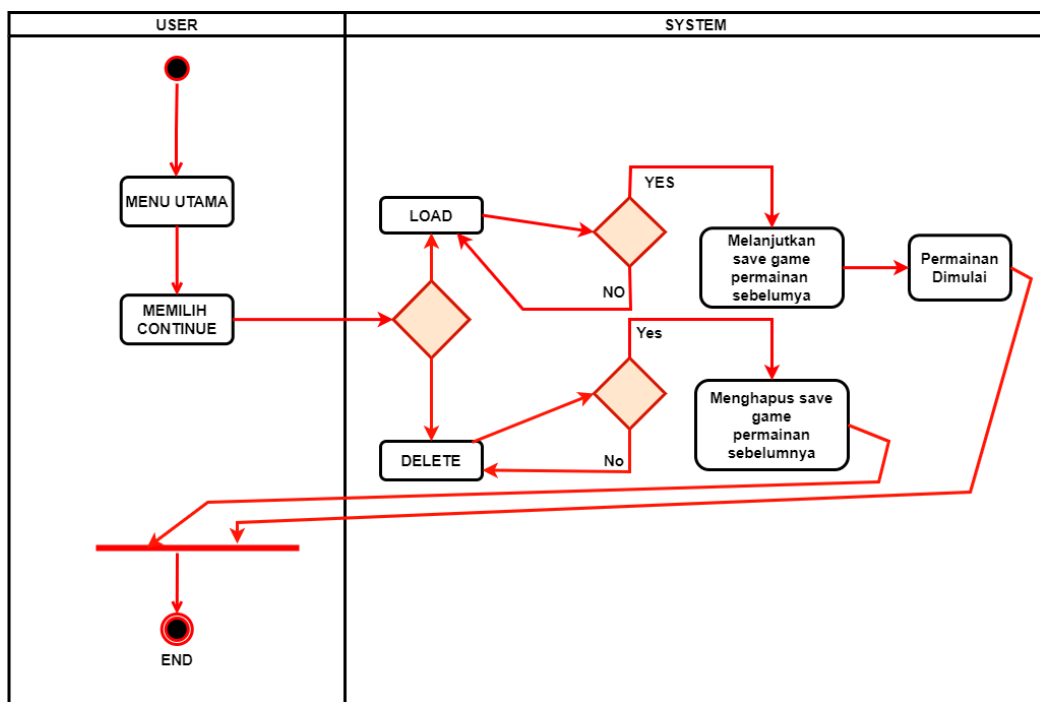 USER
SYSTEM
MENU UTAMA
MEMILIH
CONTINUE
LOAD
YES
NO
Melanjutkan
save game
permainan
sebelumya
Permainan
Dimulai
DELETE
Yes
No
Menghapus save
game
permainan
sebelumnya
END